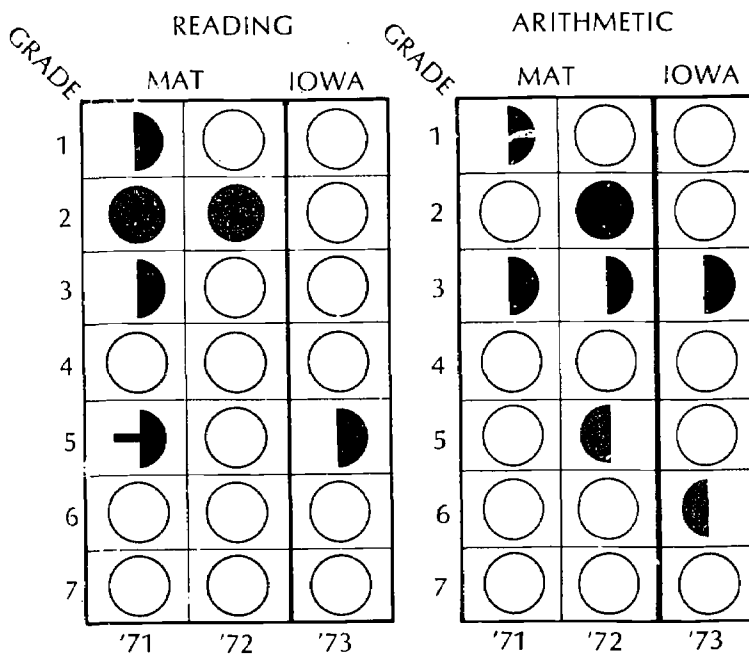 READING
GRADE
MAT IOWA
1
2
3
4
5
6
7
'71 '72 '73
ARITHMETIC
GRADE
MAT IOWA
1
2
3
4
5
6
7
'71 '72 '73